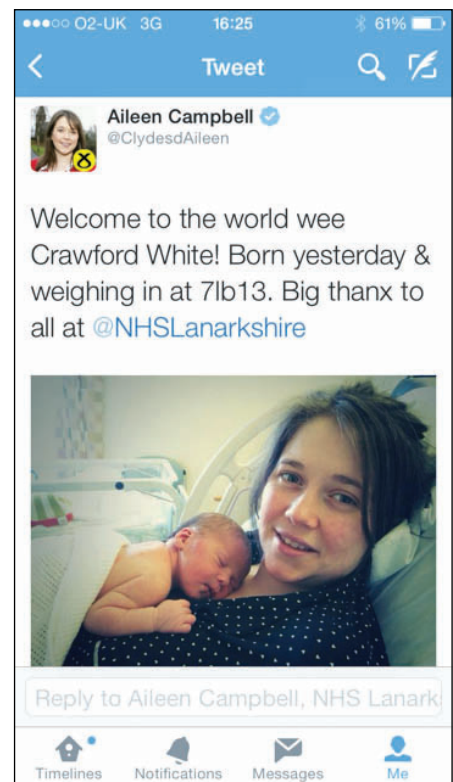 O2-UK 3G 16:25 61%
Tweet
Aileen Campbell
@ClydesdAileen
Welcome to the world wee
Crawford White! Born yesterday &
weighing in at 7lb13. Big thanx to
all at @NHSLanarkshire
Reply to Aileen Campbell, NHS Lanark
Timelines Notifications Messages Me